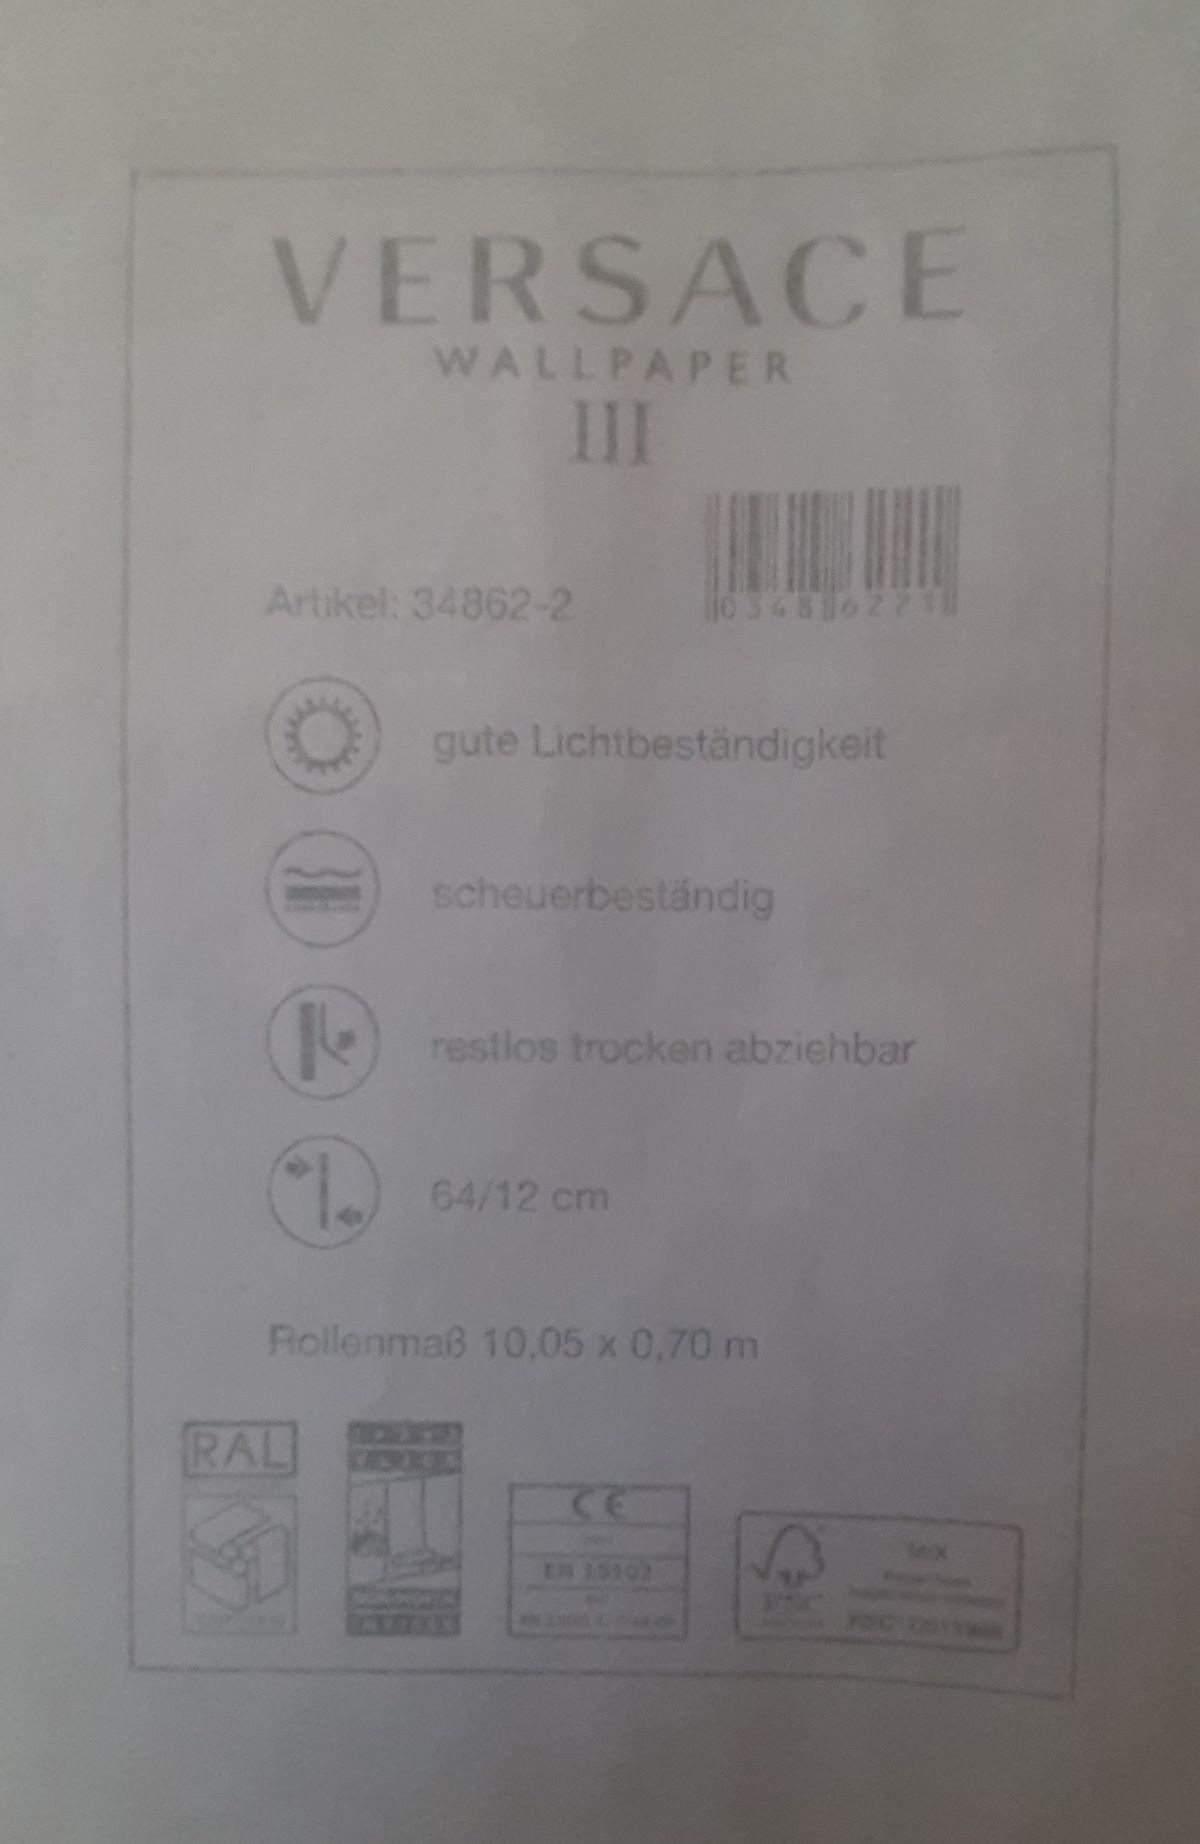 VERSACE
WALLPAPER
III
Artikel: 34862-2
03486221
gute Lichtbeständigkeit
scheuerbeständig
restlos trocken abziehbar
64/12 cm
Rollenmaß 10,05 x 0,70 m
RAL
CE
EN 15102
FSC
MIX